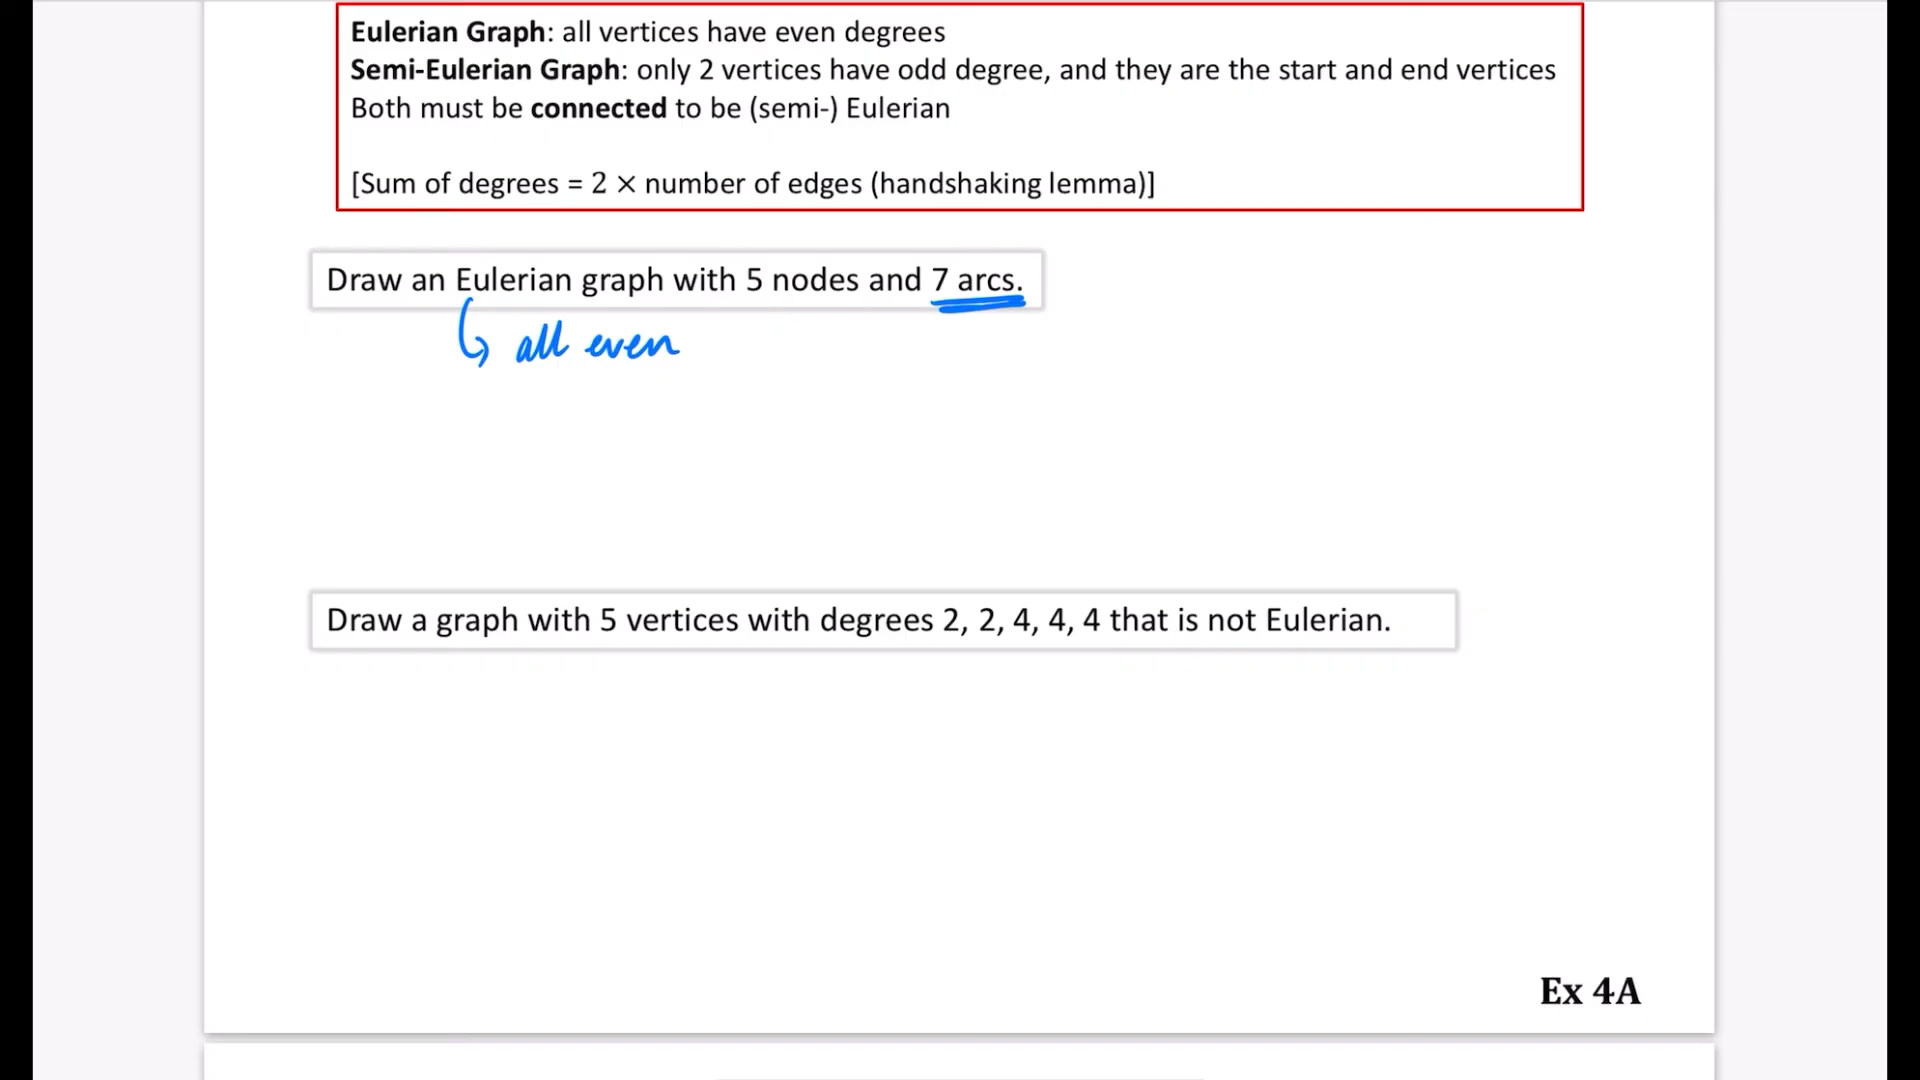 Eulerian Graph: all vertices have even degrees
Semi-Eulerian Graph: only 2 vertices have odd degree, and they are the start and end vertices
Both must be connected to be (semi-) Eulerian
[Sum of degrees = 2 × number of edges (handshaking lemma)]
Draw an Eulerian graph with 5 nodes and 7 arcs.
all even
Draw a graph with 5 vertices with degrees 2, 2, 4, 4, 4 that is not Eulerian.
Ex 4A